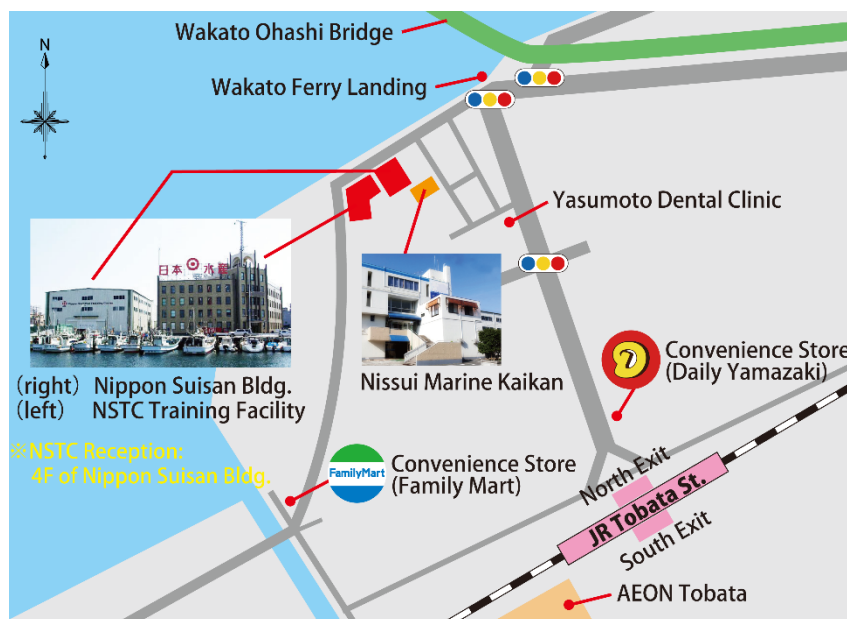 Wakato Ohashi Bridge
N
Wakato Ferry Landing
Yasumoto Dental Clinic
日本 水産
Convenience Store
(Daily Yamazaki)
Nissui Marine Kaikan
(right) Nippon Suisan Bldg.
(left) NSTC Training Facility
※NSTC Reception:
4F of Nippon Suisan Bldg.
FamilyMart
Convenience Store
(Family Mart)
North Exit
JR Tobata St.
South Exit
AEON Tobata